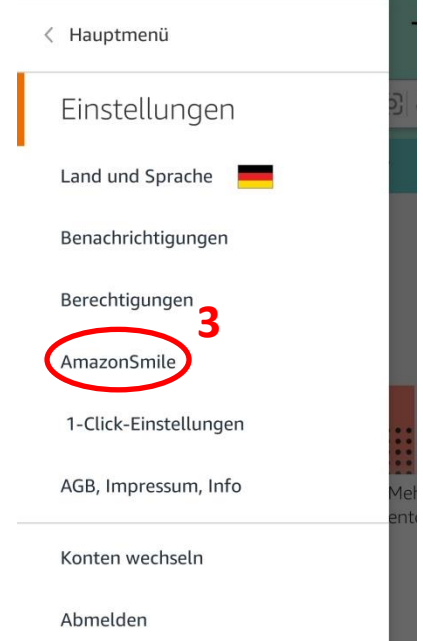 Hauptmenü
Einstellungen
Land und Sprache
Benachrichtigungen
Berechtigungen
3
AmazonSmile
1-Click-Einstellungen
AGB, Impressum, Info
Konten wechseln
Abmelden